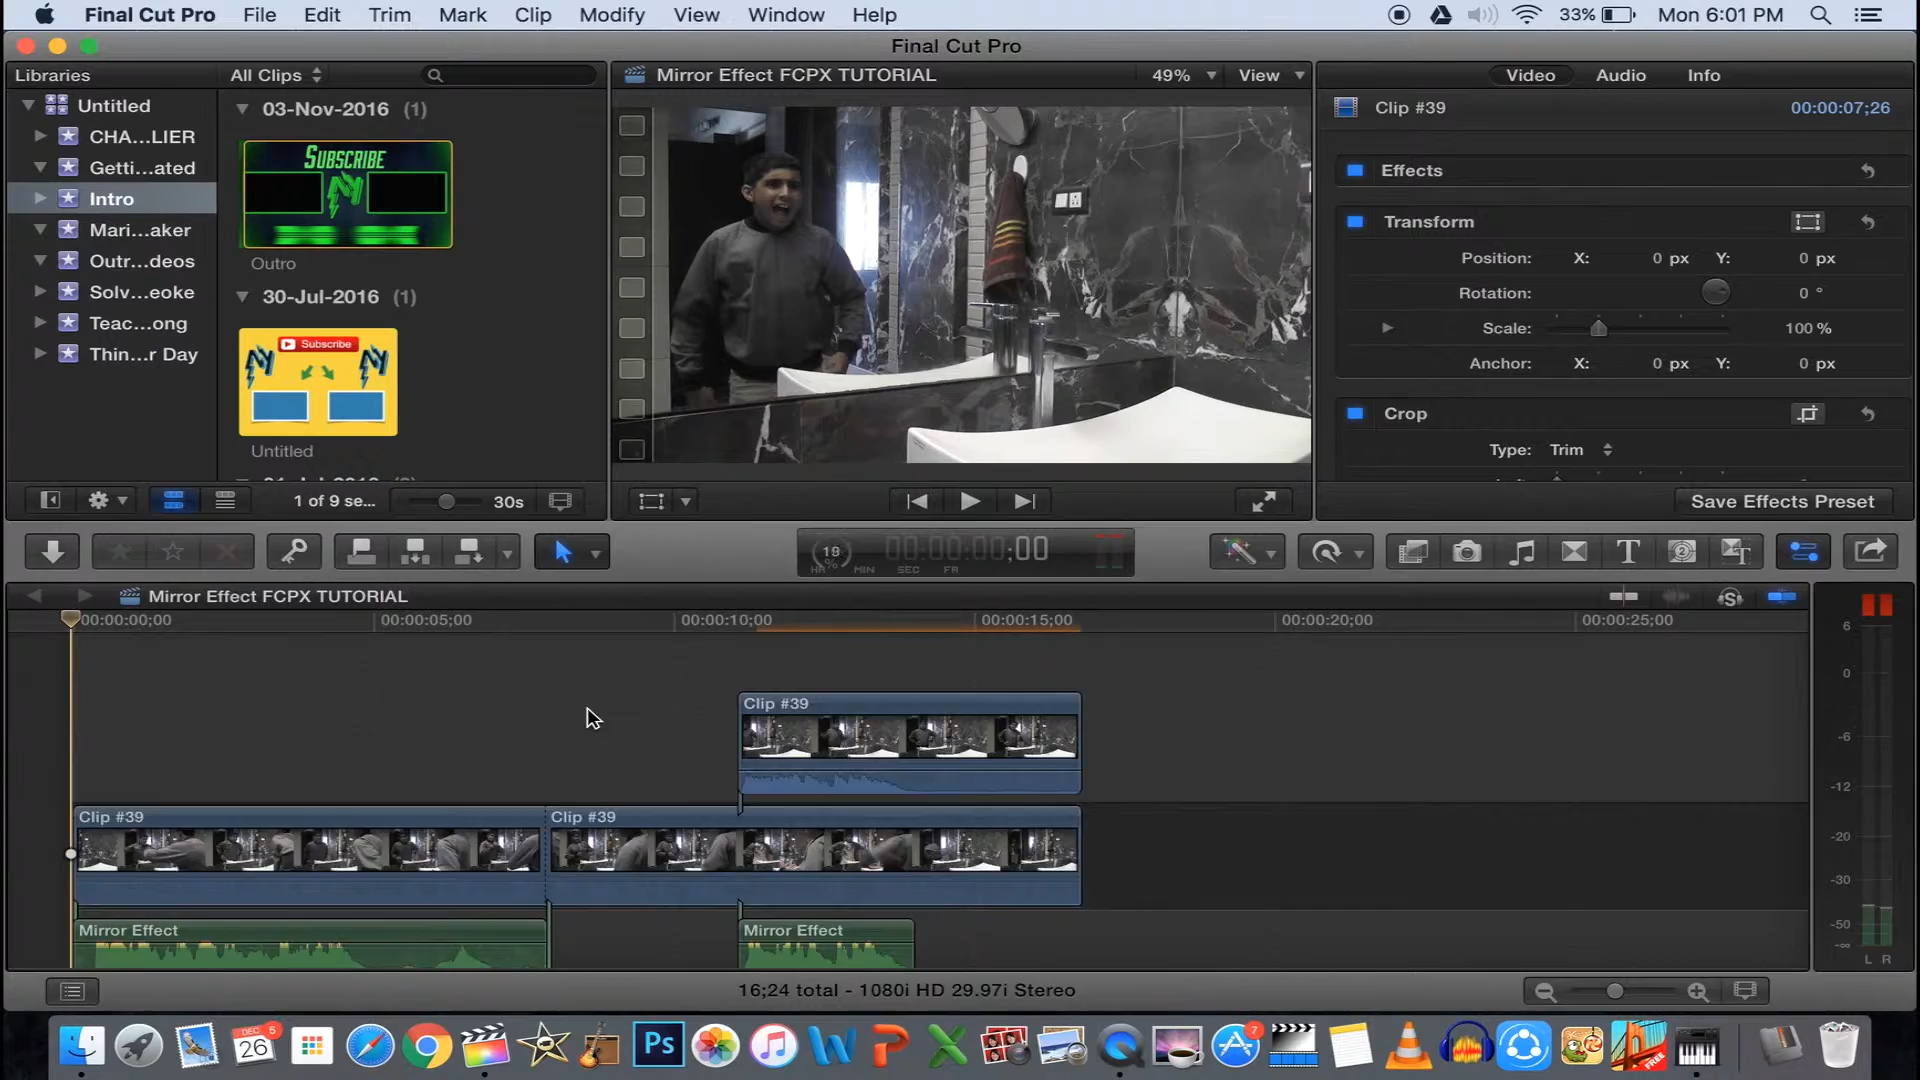 Final Cut Pro File Edit Trim Mark Clip Modify View Window Help 33% Mon 6:01 PM
Final Cut Pro
Libraries All Clips
Mirror Effect FCPX TUTORIAL 49% View
Video Audio Info
Untitled
CHA...LIER
Getti...ated
Intro
Mari...aker
Outr...deos
Solv...eoke
Teac...ong
Thin...r Day
03-Nov-2016 (1)
SUBSCRIBE
Outro
30-Jul-2016 (1)
Subscribe
Untitled
1 of 9 se... 30s
Clip #39 00:00:07;26
Effects
Transform
Position: X: 0 px Y: 0 px
Rotation: 0 °
Scale: 100 %
Anchor: X: 0 px Y: 0 px
Crop
Type: Trim
Save Effects Preset
19 % 00:00:00;00
HR MIN SEC FR
Mirror Effect FCPX TUTORIAL
00:00:00;00 00:00:05;00 00:00:10;00 00:00:15;00 00:00:20;00 00:00:25;00
Clip #39
Clip #39 Clip #39
Mirror Effect Mirror Effect
6
0
-6
-12
-20
-30
-50
-∞
L R
16;24 total - 1080i HD 29.97i Stereo
DEC 5
26
Ps
7
FREE